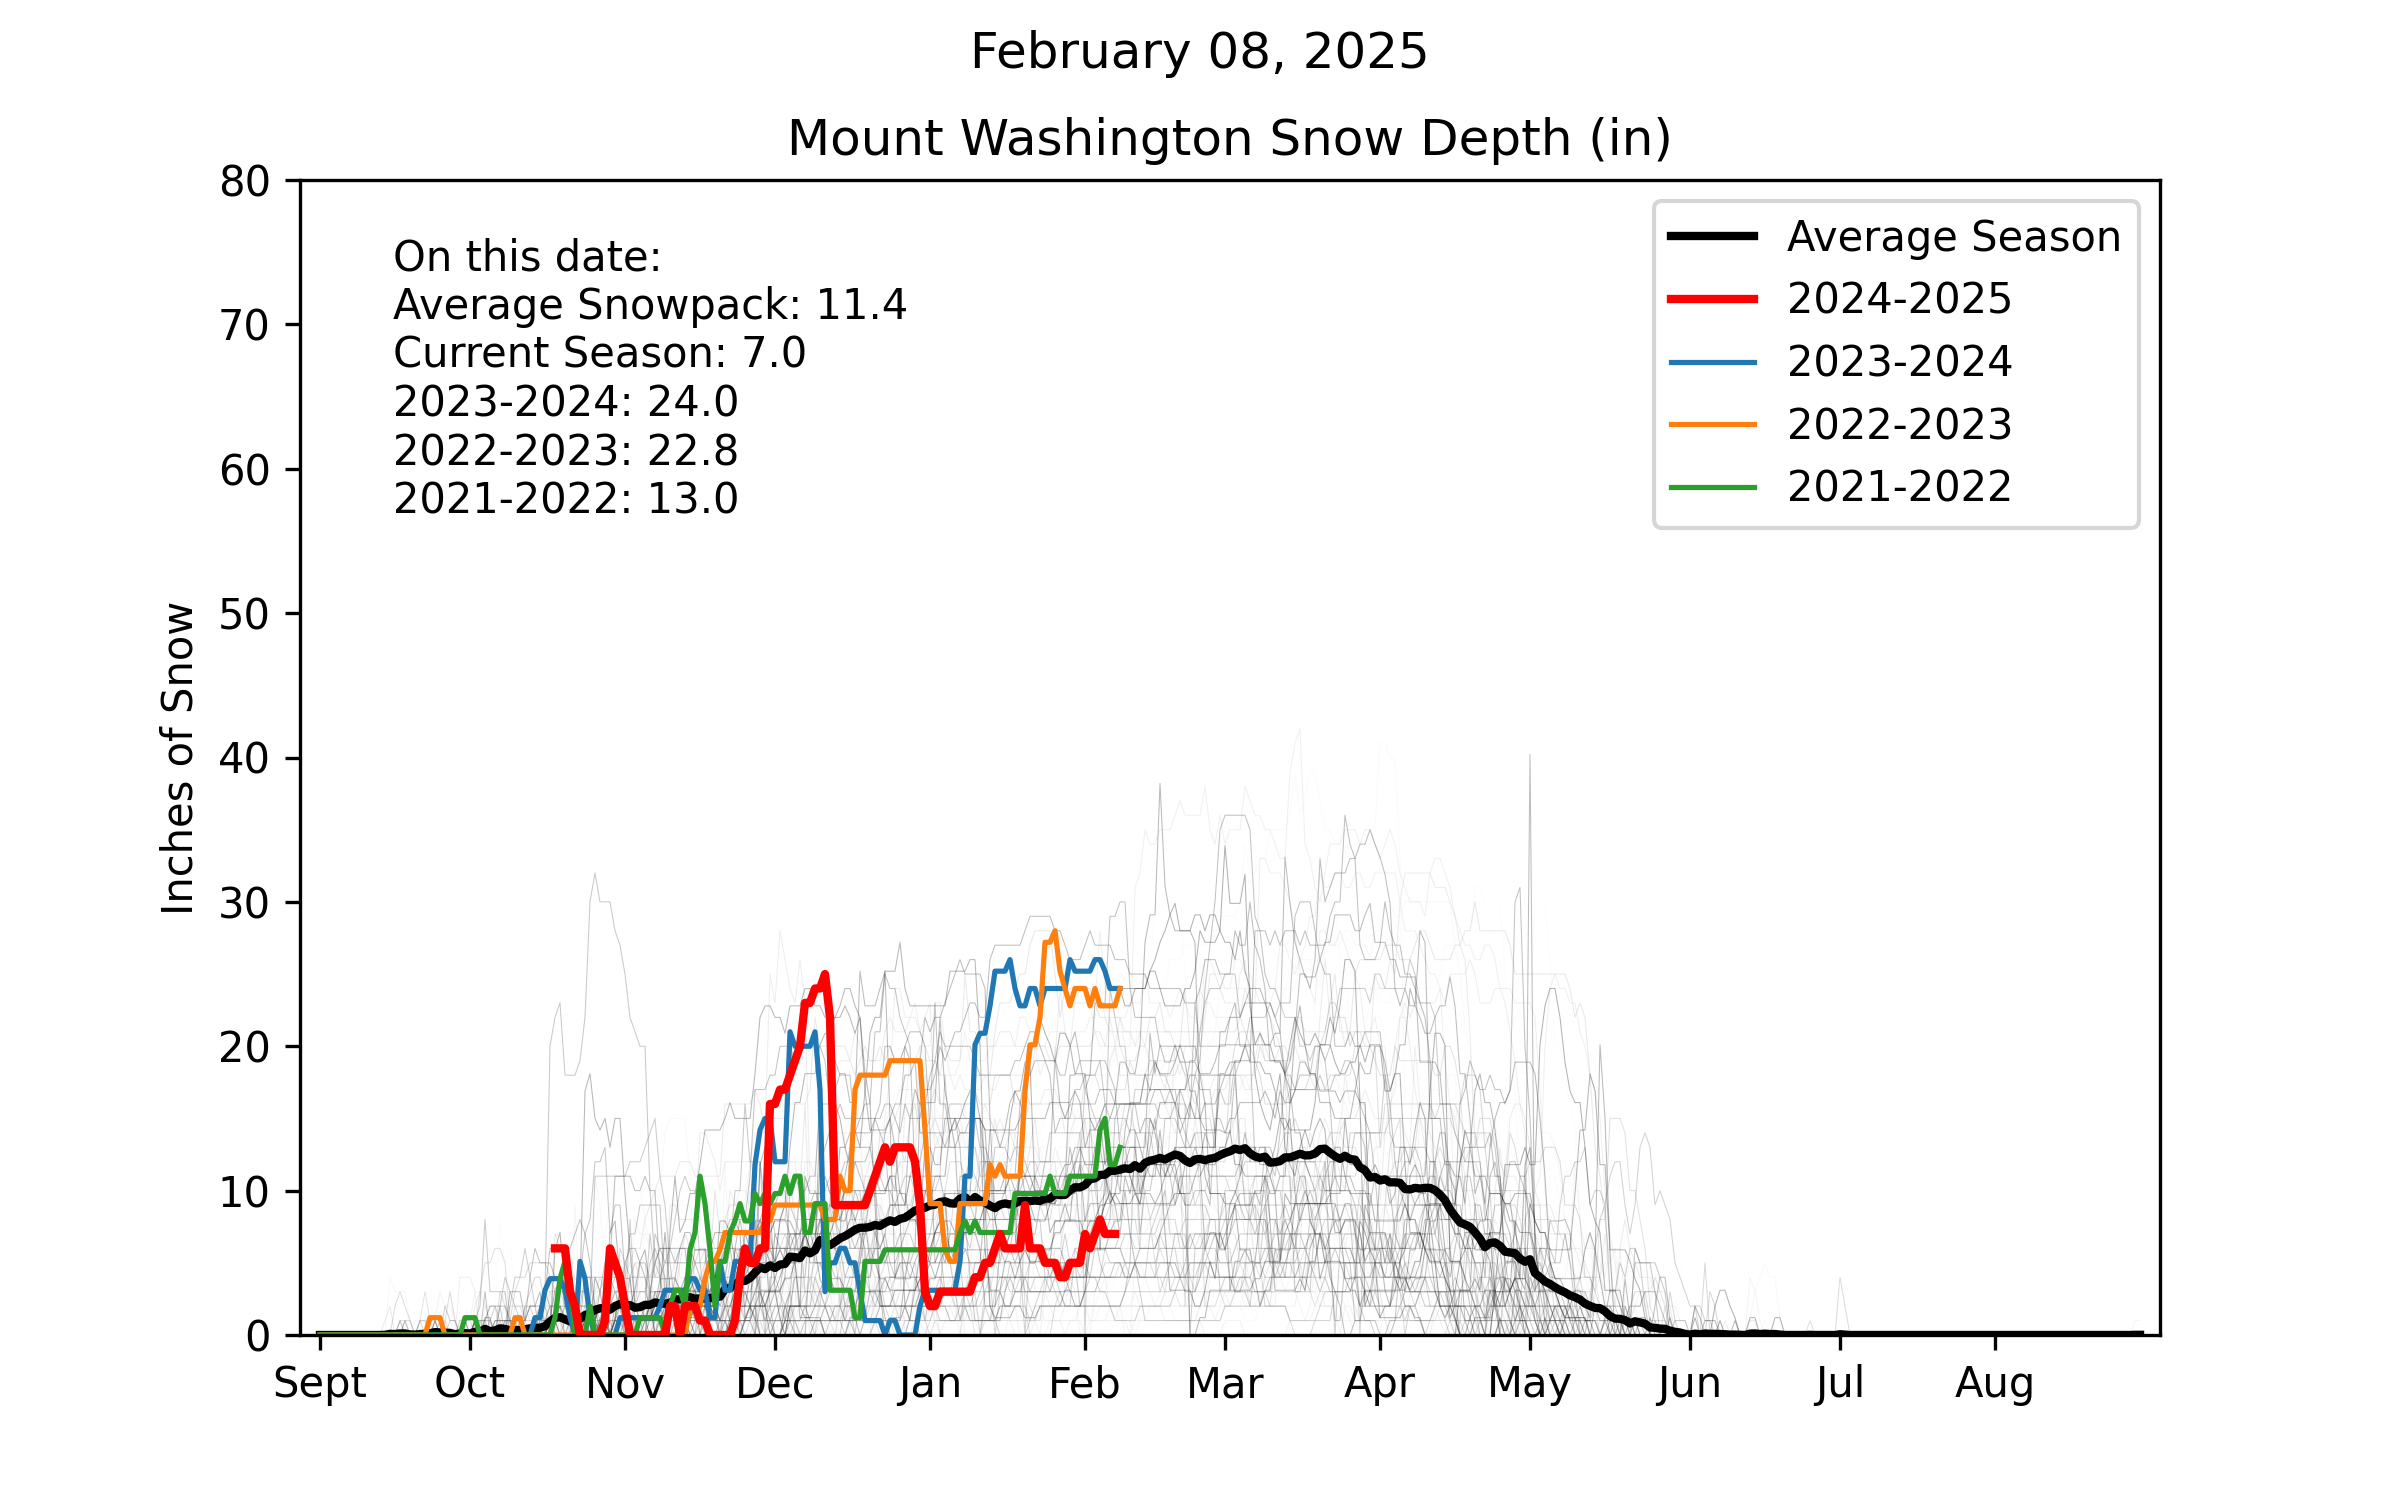 February 08, 2025
Mount Washington Snow Depth (in)
On this date:
Average Snowpack: 11.4
Current Season: 7.0
2023-2024: 24.0
2022-2023: 22.8
2021-2022: 13.0
Average Season
2024-2025
2023-2024
2022-2023
2021-2022
Inches of Snow
80
70
60
50
40
30
20
10
0
Sept Oct Nov Dec Jan Feb Mar Apr May Jun Jul Aug